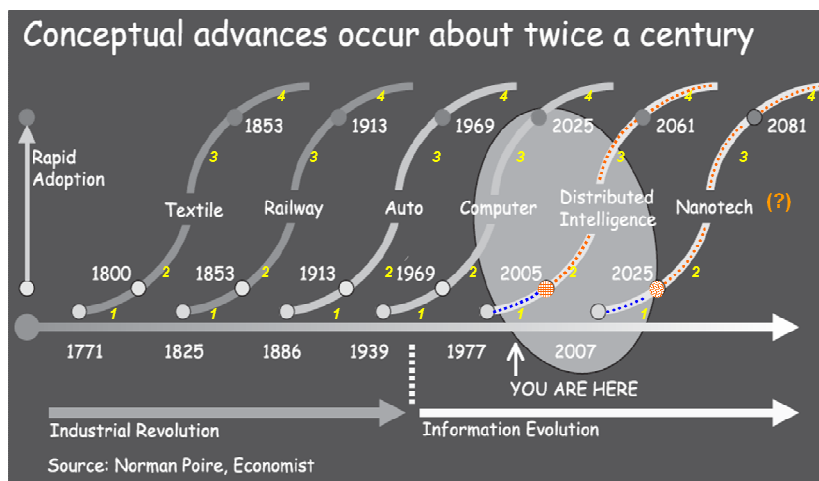 Conceptual advances occur about twice a century
4 4 4 4 4 4
1853 1913 1969 2025 2061 2081
Rapid
Adoption
3 3 3 3 3 3
Textile Railway Auto Computer Distributed
Intelligence Nanotech (?)
1800 2 1853 2 1913 2 1969 2 2005 2 2025 2
1 1 1 1 1 1
1771 1825 1886 1939 1977 2007
YOU ARE HERE
Industrial Revolution Information Evolution
Source: Norman Poire, Economist